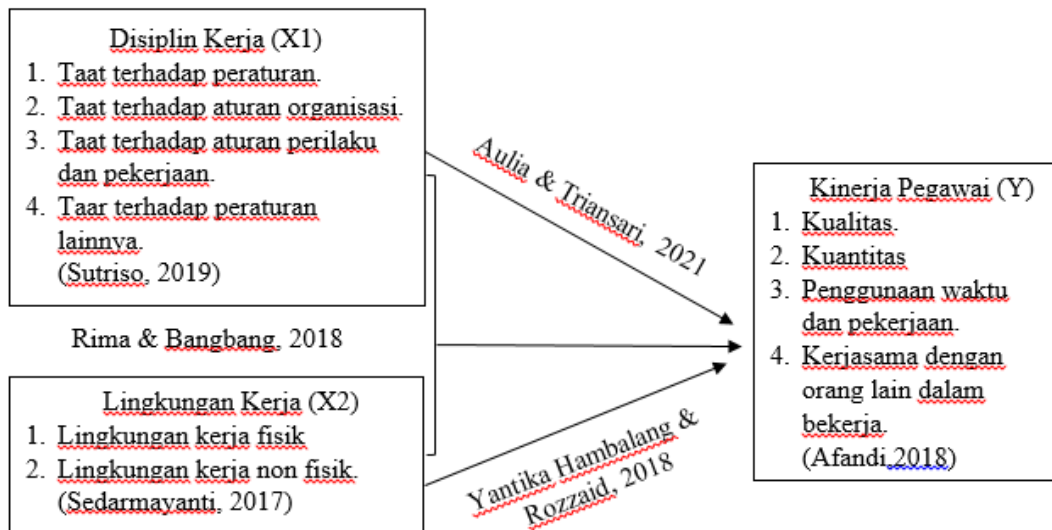 Disiplin Kerja (X1)
1. Taat terhadap peraturan.
2. Taat terhadap aturan organisasi.
3. Taat terhadap aturan perilaku
dan pekerjaan.
4. Taar terhadap peraturan
lainnya.
(Sutriso, 2019)
Rima & Bangbang, 2018
Lingkungan Kerja (X2)
1. Lingkungan kerja fisik
2. Lingkungan kerja non fisik.
(Sedarmayanti, 2017)
Aulia & Triansari, 2021
Yantika Hambalang &
Rozzaid, 2018
Kinerja Pegawai (Y)
1. Kualitas.
2. Kuantitas
3. Penggunaan waktu
dan pekerjaan.
4. Kerjasama dengan
orang lain dalam
bekerja.
(Afandi,2018)